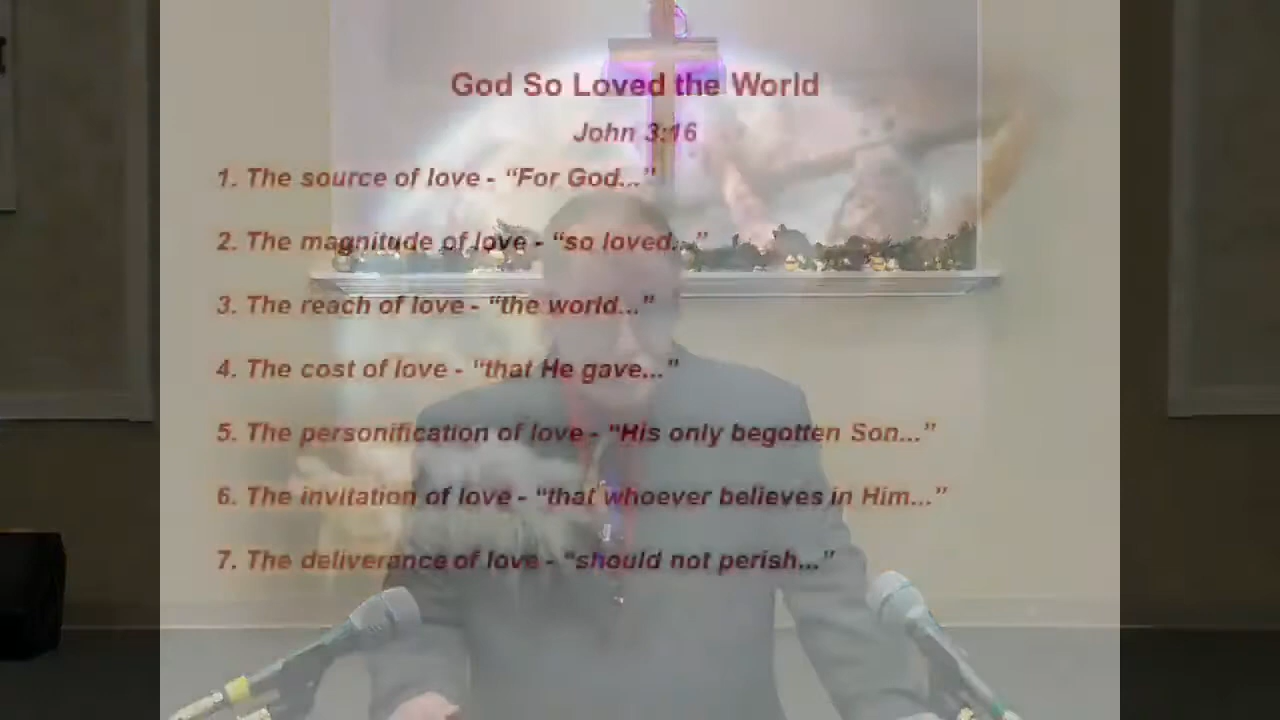 God So Loved the World
John 3:16
1. The source of love - “For God...”
2. The magnitude of love - “so loved...”
3. The reach of love - “the world...”
4. The cost of love - “that He gave...”
5. The personification of love - “His only begotten Son...”
6. The invitation of love - “that whoever believes in Him...”
7. The deliverance of love - “should not perish...”